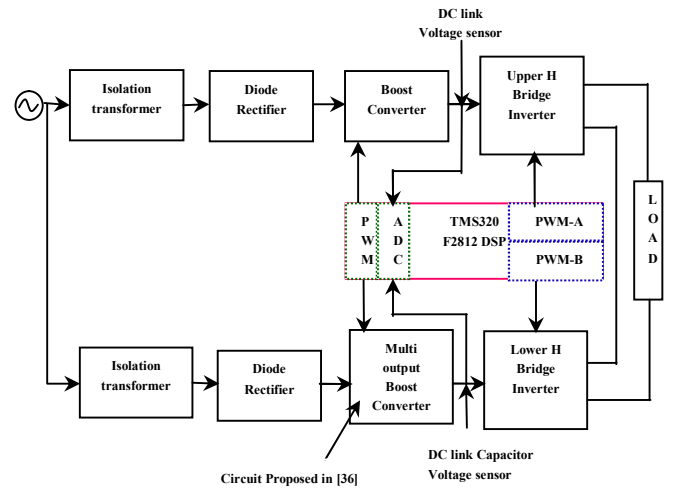 DC link
Voltage sensor
Isolation
transformer
Diode
Rectifier
Boost
Converter
Upper H
Bridge
Inverter
P
W
M
A
D
C
TMS320
F2812 DSP
PWM-A
PWM-B
L
O
A
D
Isolation
transformer
Diode
Rectifier
Multi
output
Boost
Converter
Lower H
Bridge
Inverter
DC link Capacitor
Voltage sensor
Circuit Proposed in [36]